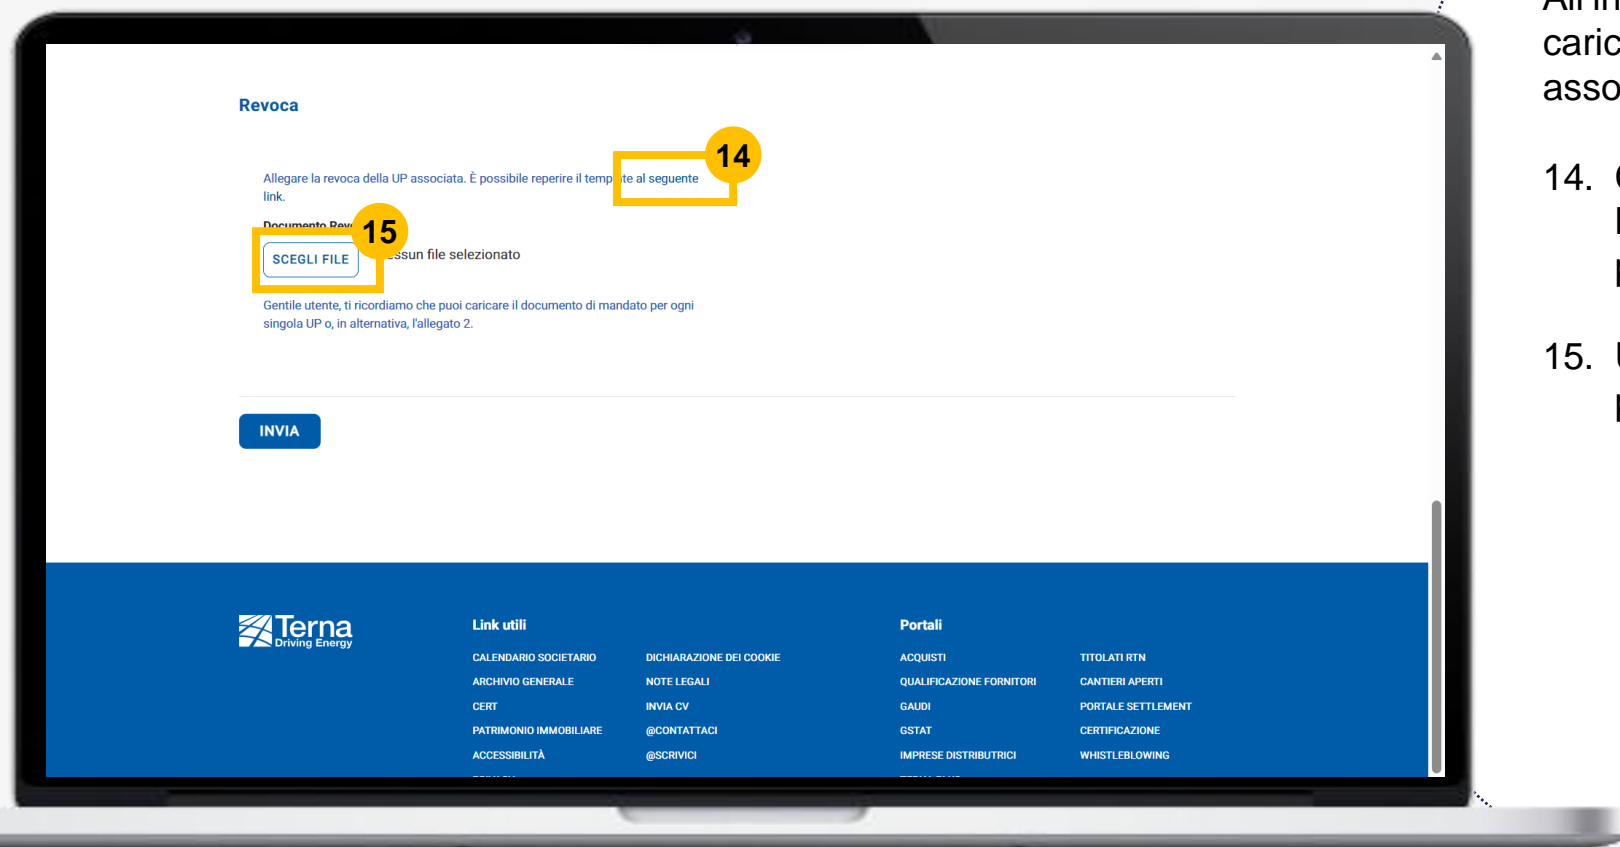 Revoca
14
Allegare la revoca della UP associata. È possibile reperire il al seguente
link.
Documento
15
SCEGLI FILE
file selezionato
Gentile utente, ti ricordiamo che puoi caricare il documento di mandato per ogni
singola UP o, in alternativa, l'allegato 2.
INVIA
Terna
Driving Energy
Link utili
CALENDARIO SOCIETARIO
ARCHIVIO GENERALE
CERT
PATRIMONIO IMMOBILIARE
ACCESSIBILITÀ
DICHIARAZIONE DEI COOKIE
NOTE LEGALI
INVIA CV
@CONTATTACI
@SCRIVICI
Portali
ACQUISTI
QUALIFICAZIONE FORNITORI
GAUDI
GSTAT
IMPRESE DISTRIBUTRICI
TITOLATI RTN
CANTIERI APERTI
PORTALE SETTLEMENT
CERTIFICAZIONE
WHISTLEBLOWING
caric
asso
14.
15.